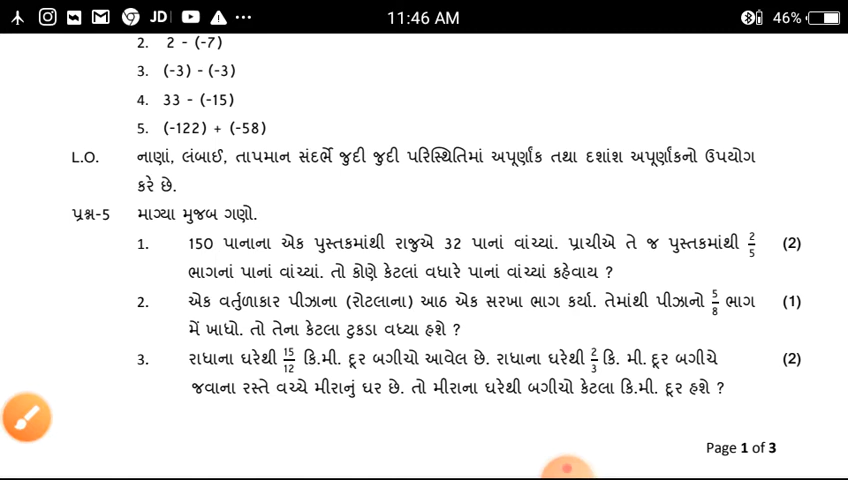 JD ... 11:46 AM 46%
2. 2 - (-7)
3. (-3) - (-3)
4. 33 - (-15)
5. (-122) + (-58)
L.O. નાણાં, લંબાઈ, તાપમાન સંદર્ભે જુદી જુદી પરિસ્થિતિમાં અપૂર્ણાંક તથા દશાંશ અપૂર્ણાંકનો ઉપયોગ
કરે છે.
પ્રશ્ન-5 માગ્યા મુજબ ગણો.
1. 150 પાનાના એક પુસ્તકમાંથી રાજુએ 32 પાનાં વાંચ્યાં. પ્રાચીએ તે જ પુસ્તકમાંથી 2/5 (2)
ભાગનાં પાનાં વાંચ્યાં. તો કોણે કેટલાં વધારે પાનાં વાંચ્યાં કહેવાય ?
2. એક વર્તુળાકાર પીઝાના (રોટલાના) આઠ એક સરખા ભાગ કર્યા. તેમાંથી પીઝાનો 5/8 ભાગ (1)
મેં ખાધો. તો તેના કેટલા ટુકડા વધ્યા હશે ?
3. રાધાના ઘરેથી 15/12 કિ.મી. દૂર બગીચો આવેલ છે. રાધાના ઘરેથી 2/3 કિ. મી. દૂર બગીચે (2)
જવાના રસ્તે વચ્ચે મીરાનું ઘર છે. તો મીરાના ઘરેથી બગીચો કેટલા કિ.મી. દૂર હશે ?
Page 1 of 3